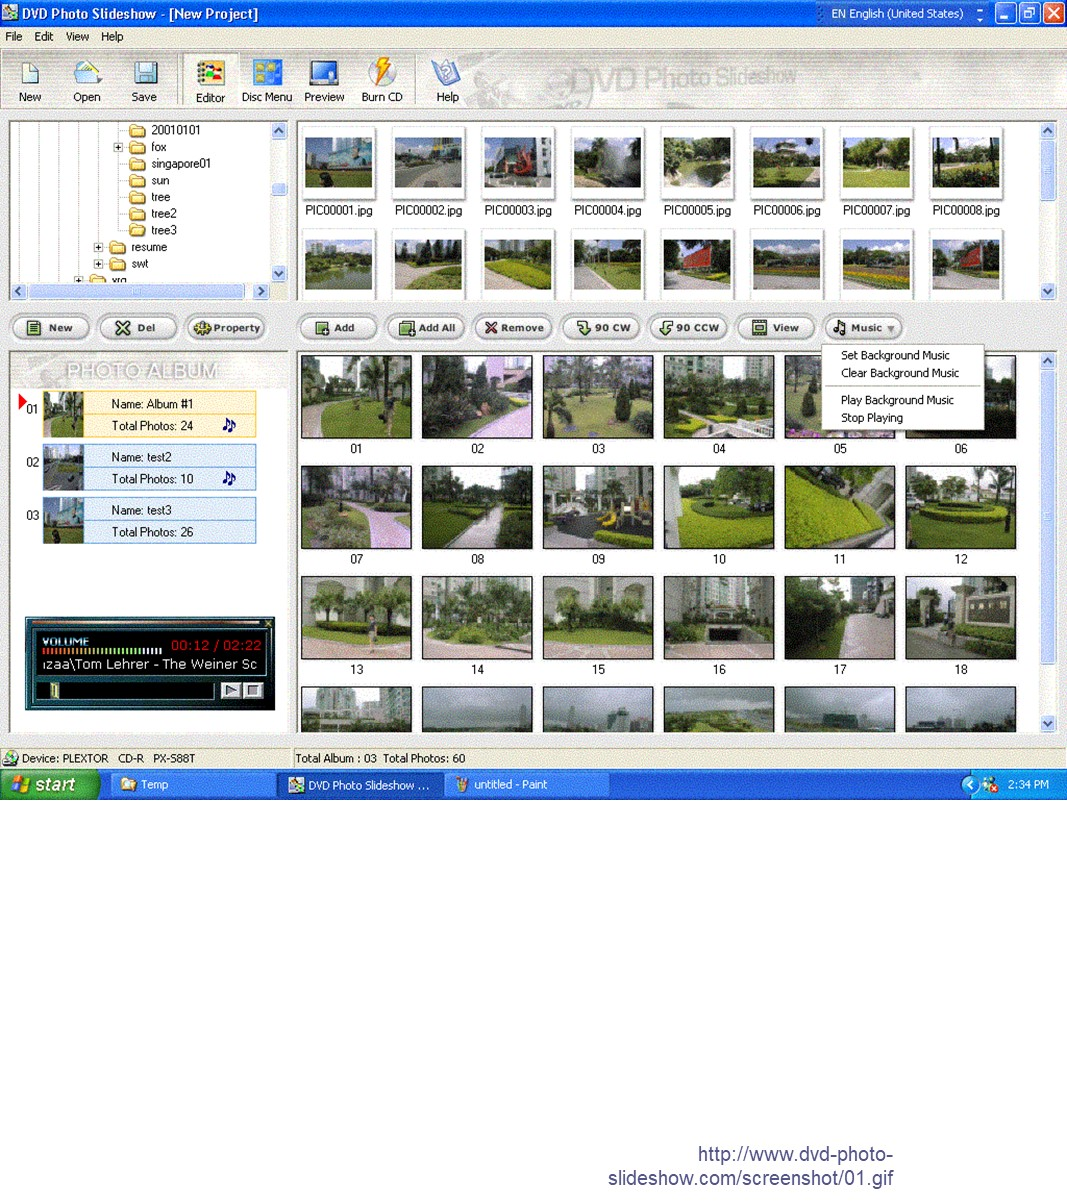 DVD Photo Slideshow - [New Project]
EN English (United States)
File Edit View Help
New Open Save Editor Disc Menu Preview Burn CD Help
DVD Photo Slideshow
20010101
fox
singapore01
sun
tree
tree2
tree3
resume
swt
PIC00001.jpg PIC00002.jpg PIC00003.jpg PIC00004.jpg PIC00005.jpg PIC00006.jpg PIC00007.jpg PIC00008.jpg
New Del Property Add Add All Remove 90 CW 90 CCW View Music
Set Background Music
Clear Background Music
Play Background Music
Stop Playing
PHOTO ALBUM
01 Name: Album #1
Total Photos: 24
02 Name: test2
Total Photos: 10
03 Name: test3
Total Photos: 26
01 02 03 04 05 06
07 08 09 10 11 12
13 14 15 16 17 18
VOLUME 00:12 / 02:22
zaa\Tom Lehrer - The Weiner Sc
Device: PLEXTOR CD-R PX-S88T Total Album : 03 Total Photos: 60
start Temp DVD Photo Slideshow ... untitled - Paint 2:34 PM
http://www.dvd-photo-
slideshow.com/screenshot/01.gif